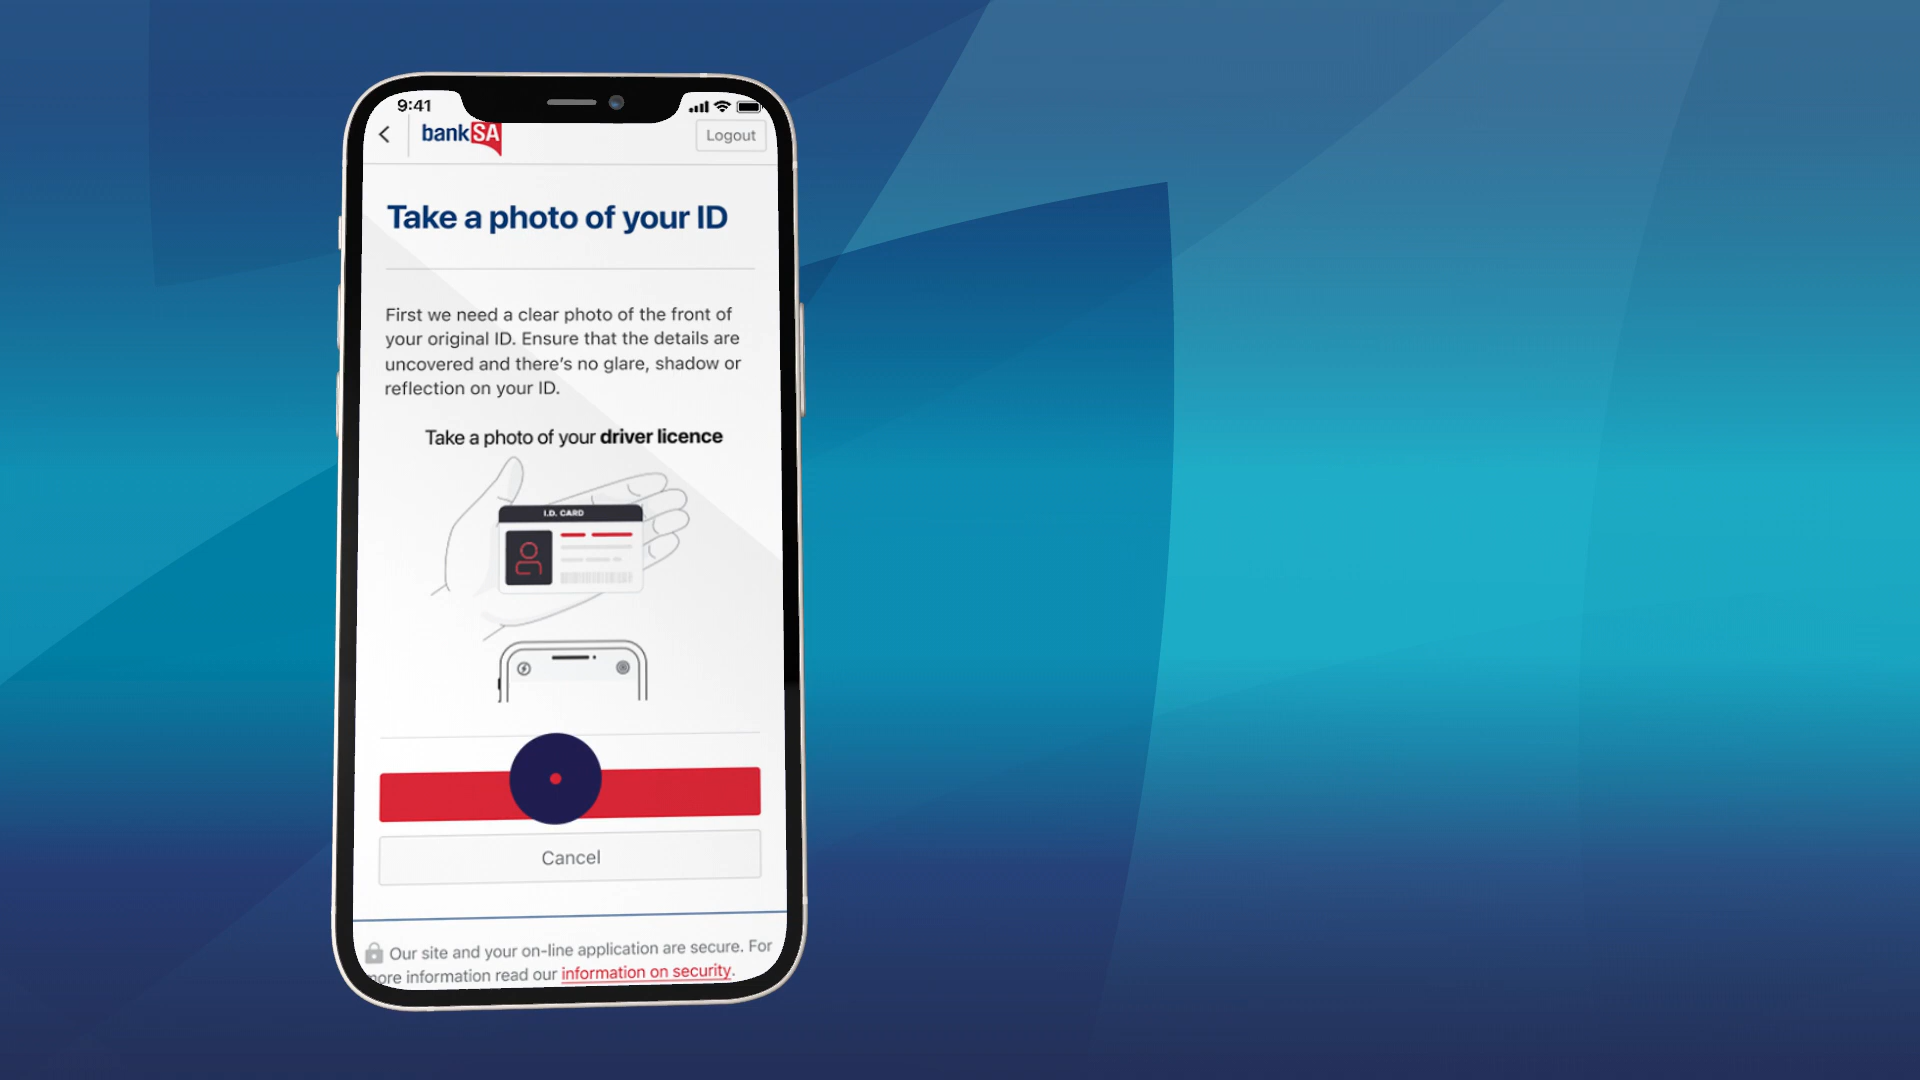 9:41
bankSA
Logout
Take a photo of your ID
First we need a clear photo of the front of
your original ID. Ensure that the details are
uncovered and there's no glare, shadow or
reflection on your ID.
Take a photo of your driver licence
I.D. CARD
Cancel
Our site and your on-line application are secure. For
more information read our information on security.